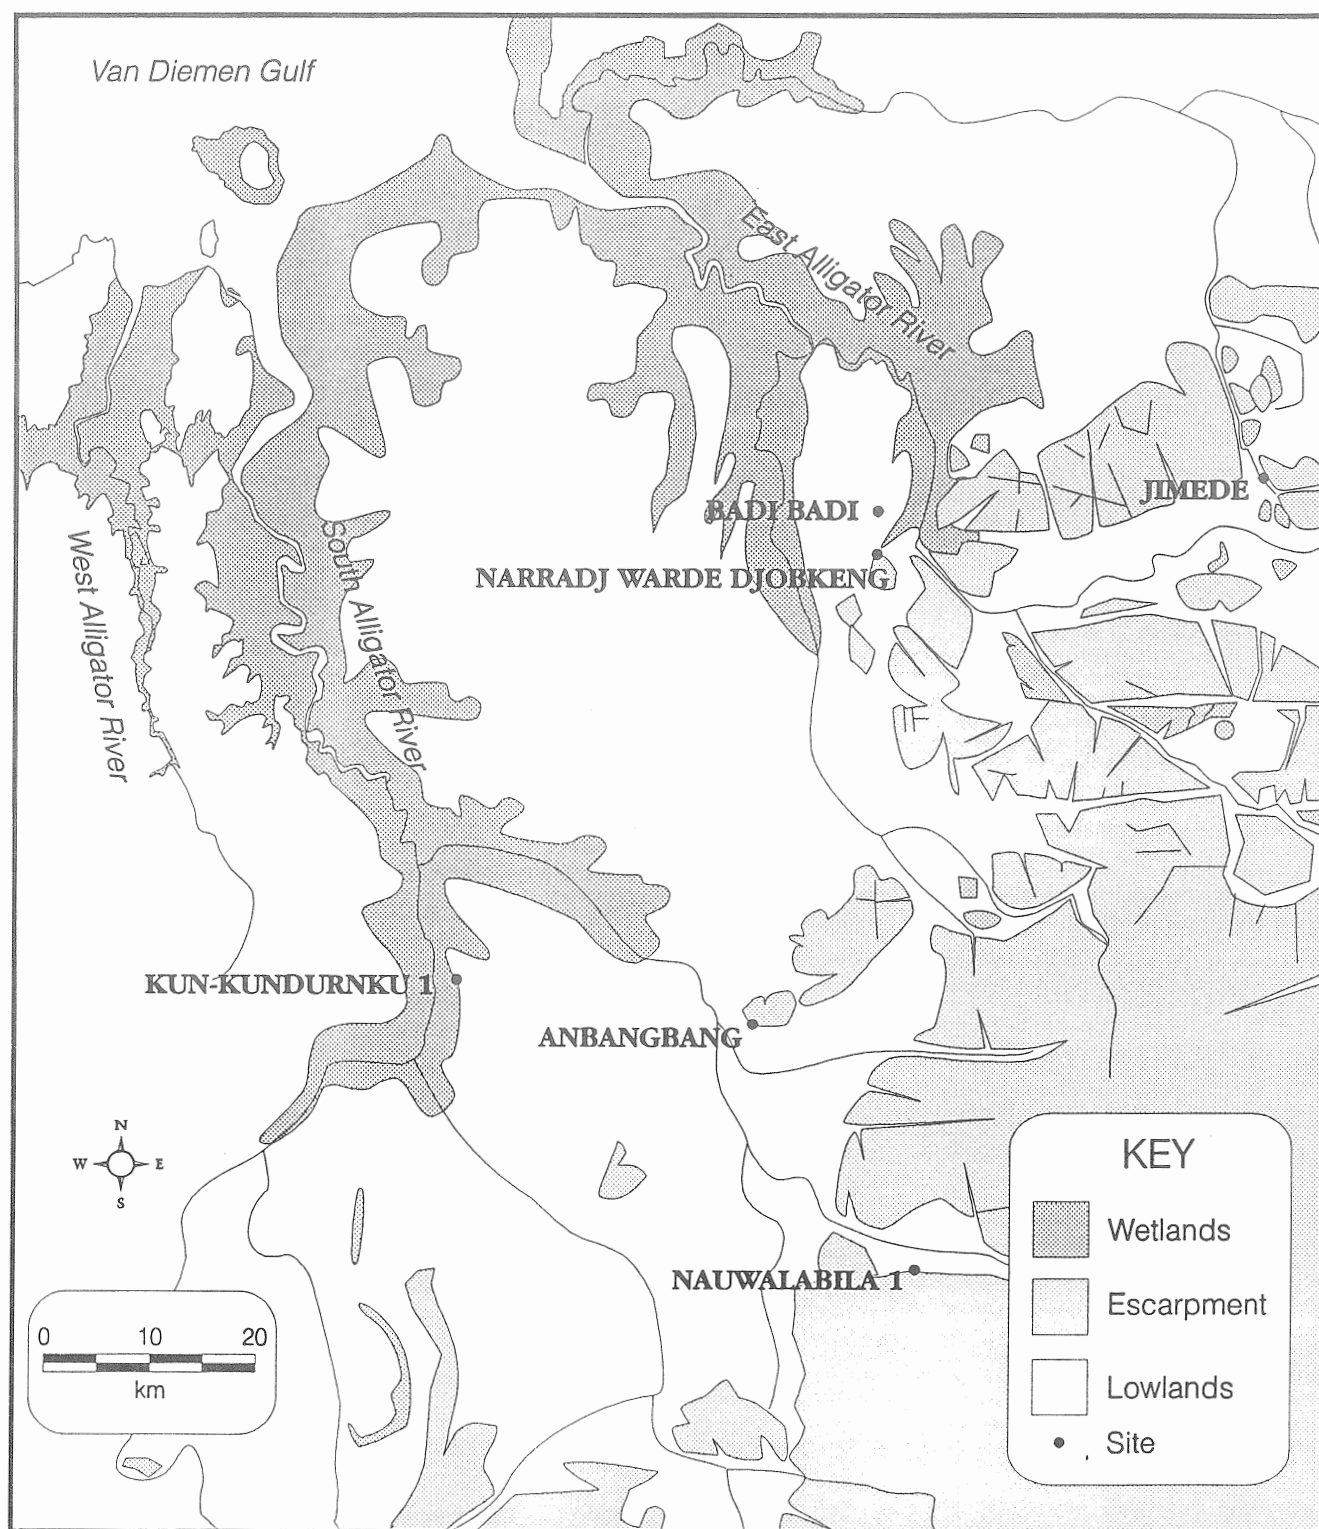 Van Diemen Gulf
East Alligator River
JIMEDE
BADI BADI
NARRADJ WARDE DJOBKENG
West Alligator River
South Alligator River
KUN-KUNDURNKU 1
ANBANGBANG
NAUWALABILA 1
N
W E
S
0 10 20
km
KEY
Wetlands
Escarpment
Lowlands
Site